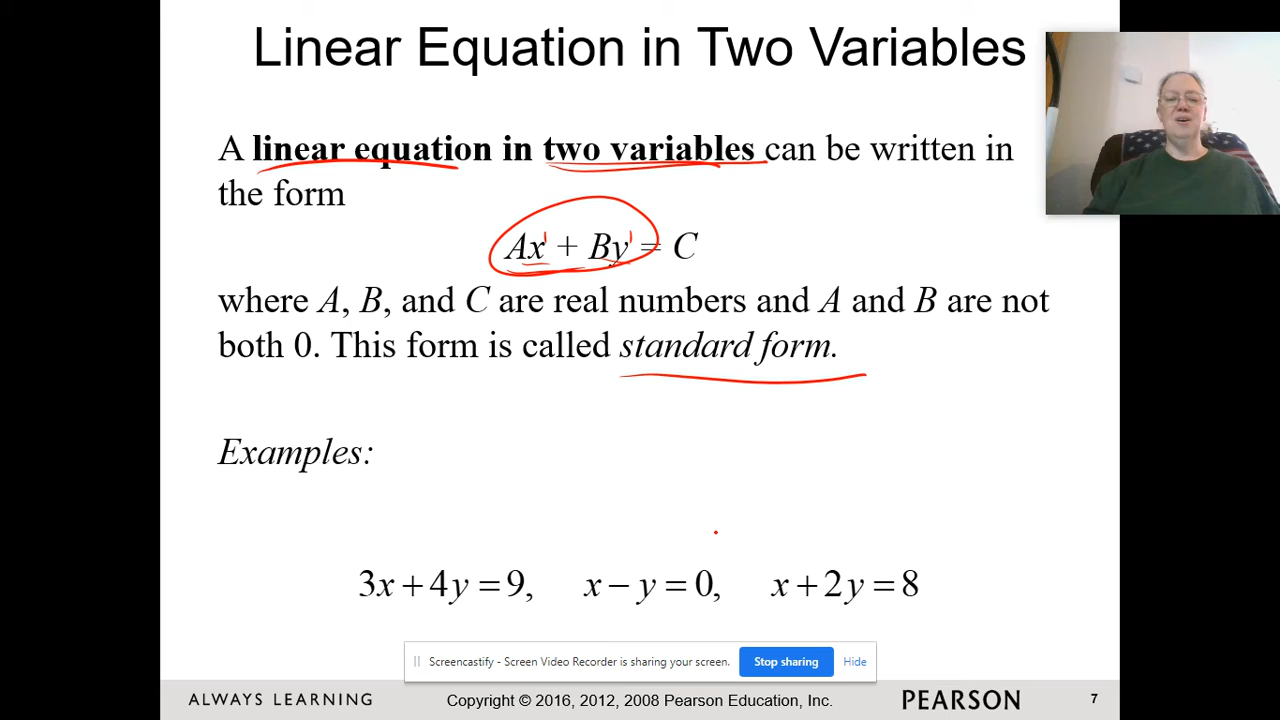 Linear Equation in Two Variables
A linear equation in two variables can be written in
the form
Ax¹ + By¹ = C
where A, B, and C are real numbers and A and B are not
both 0. This form is called standard form.
Examples:
3x + 4y = 9, x − y = 0, x + 2y = 8
Screencastify - Screen Video Recorder is sharing your screen. Stop sharing Hide
ALWAYS LEARNING Copyright © 2016, 2012, 2008 Pearson Education, Inc. PEARSON 7